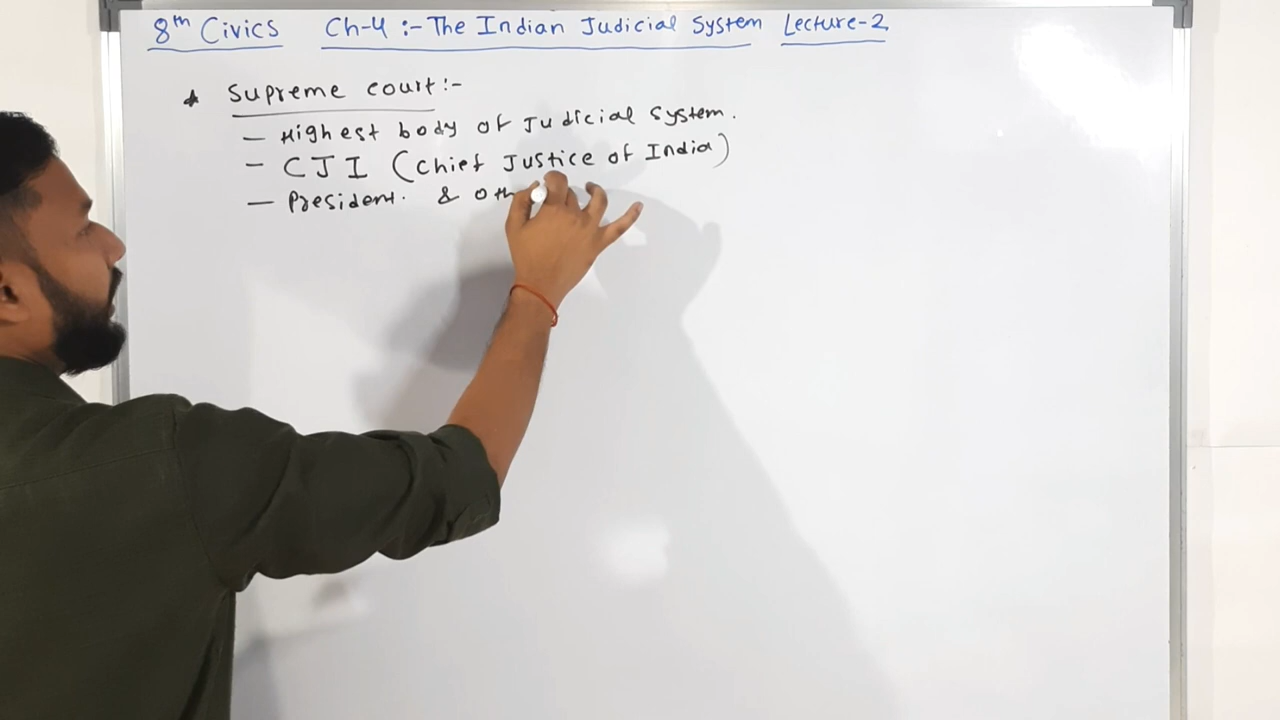 8th Civics Ch-4 :- The Indian Judicial System Lecture-2
* Supreme court :-
- Highest body of Judicial System.
- CJI (Chief Justice of India)
- President. & oth